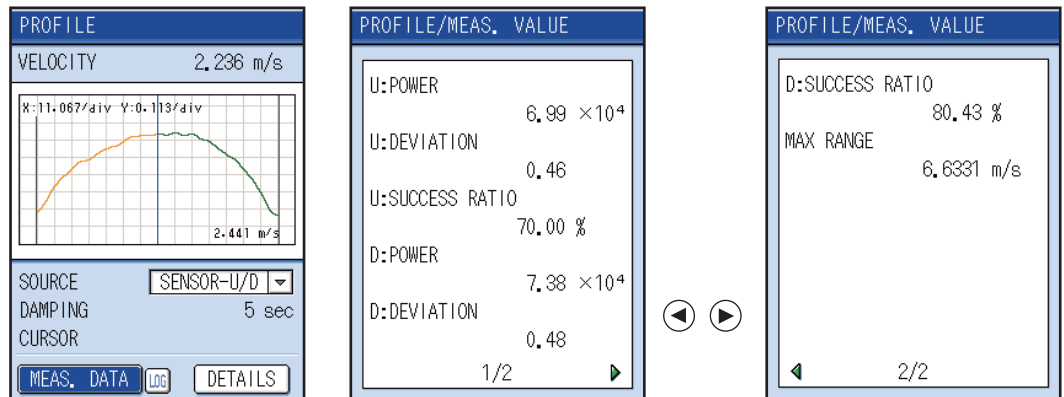 PROFILE
VELOCITY 2.236 m/s
X:11.067/div Y:0.113/div
2.441 m/s
SOURCE SENSOR-U/D
DAMPING 5 sec
CURSOR
MEAS. DATA LOG DETAILS
PROFILE/MEAS. VALUE
U:POWER
6.99 ×10⁴
U:DEVIATION
0.46
U:SUCCESS RATIO
70.00 %
D:POWER
7.38 ×10⁴
D:DEVIATION
0.48
1/2
PROFILE/MEAS. VALUE
D:SUCCESS RATIO
80.43 %
MAX RANGE
6.6331 m/s
2/2